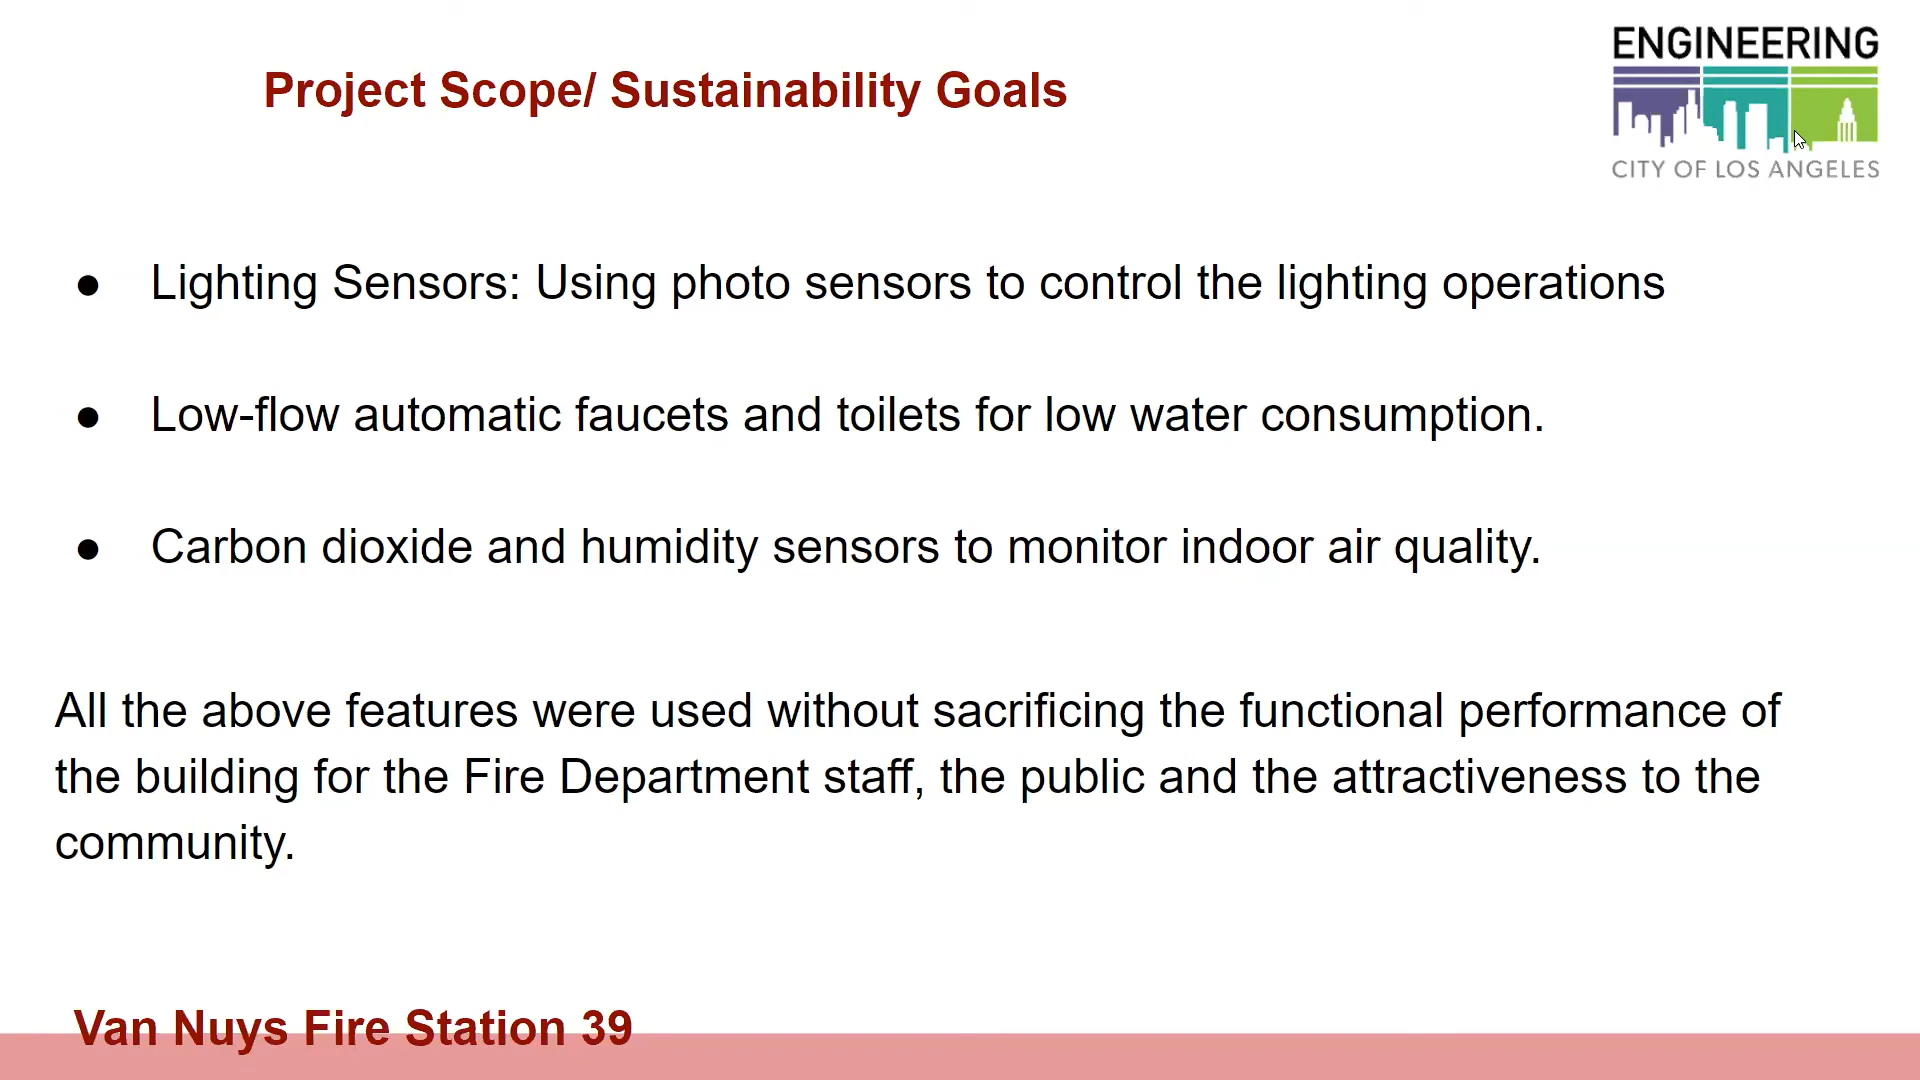 Project Scope/ Sustainability Goals
ENGINEERING
CITY OF LOS ANGELES
● Lighting Sensors: Using photo sensors to control the lighting operations
● Low-flow automatic faucets and toilets for low water consumption.
● Carbon dioxide and humidity sensors to monitor indoor air quality.
All the above features were used without sacrificing the functional performance of
the building for the Fire Department staff, the public and the attractiveness to the
community.
Van Nuys Fire Station 39